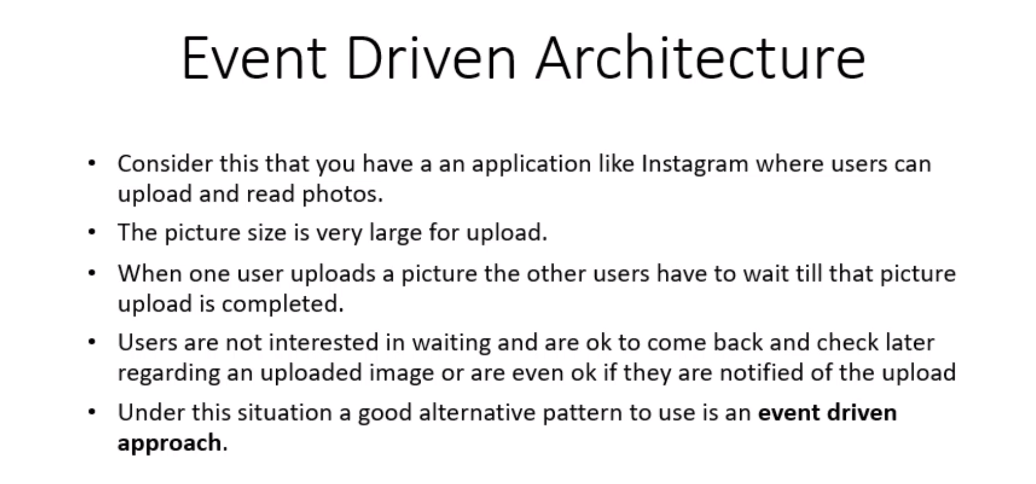 Event Driven Architecture
• Consider this that you have a an application like Instagram where users can
upload and read photos.
• The picture size is very large for upload.
• When one user uploads a picture the other users have to wait till that picture
upload is completed.
• Users are not interested in waiting and are ok to come back and check later
regarding an uploaded image or are even ok if they are notified of the upload
• Under this situation a good alternative pattern to use is an event driven
approach.